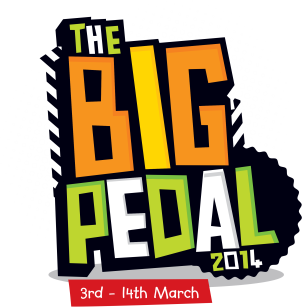 THE
BIG
PEDAL
2014
3rd - 14th March